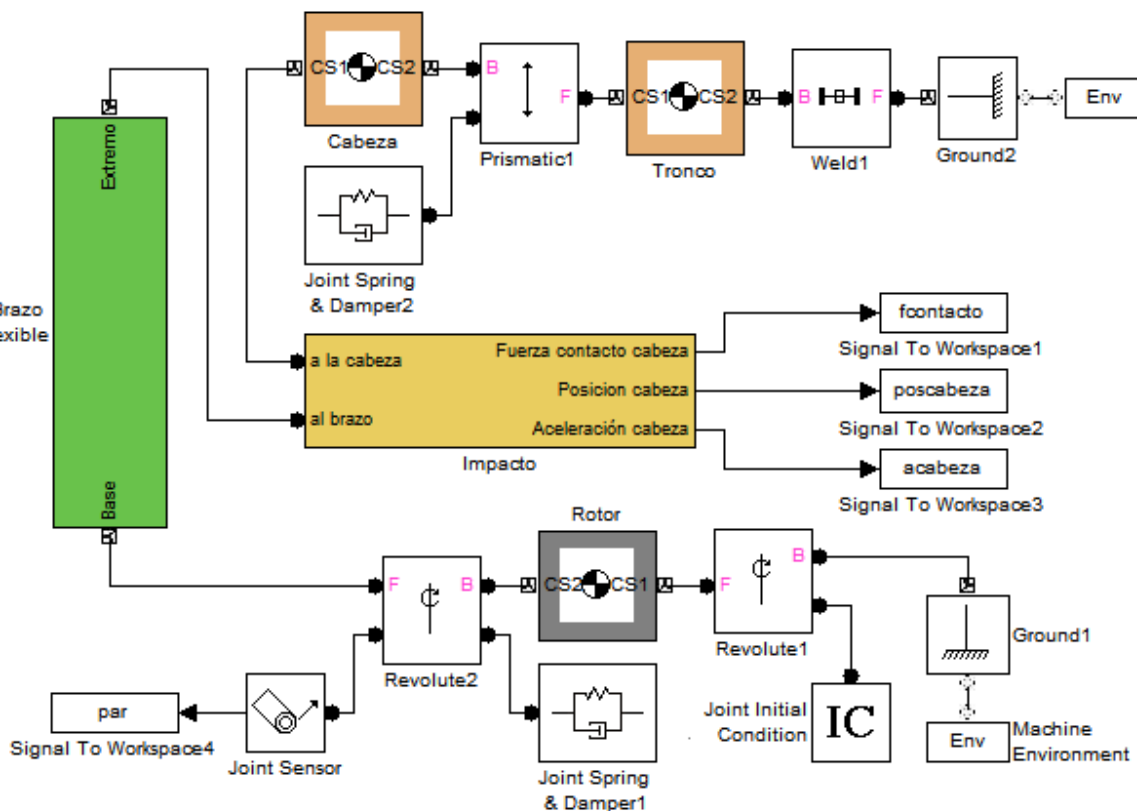 CS1 CS2
Cabeza
B
F
Prismatic1
CS1 CS2
Tronco
B F
Weld1
Ground2
Env
Extremo
Base
Brazo
exible
Joint Spring
& Damper2
a la cabeza
al brazo
Fuerza contacto cabeza
Posicion cabeza
Aceleración cabeza
Impacto
fcontacto
Signal To Workspace1
poscabeza
Signal To Workspace2
acabeza
Signal To Workspace3
Rotor
F B
Revolute2
CS2 CS1
F
B
Revolute1
Ground1
par
Signal To Workspace4
Joint Sensor
Joint Spring
& Damper1
Joint Initial
Condition
IC
Env
Machine
Environment